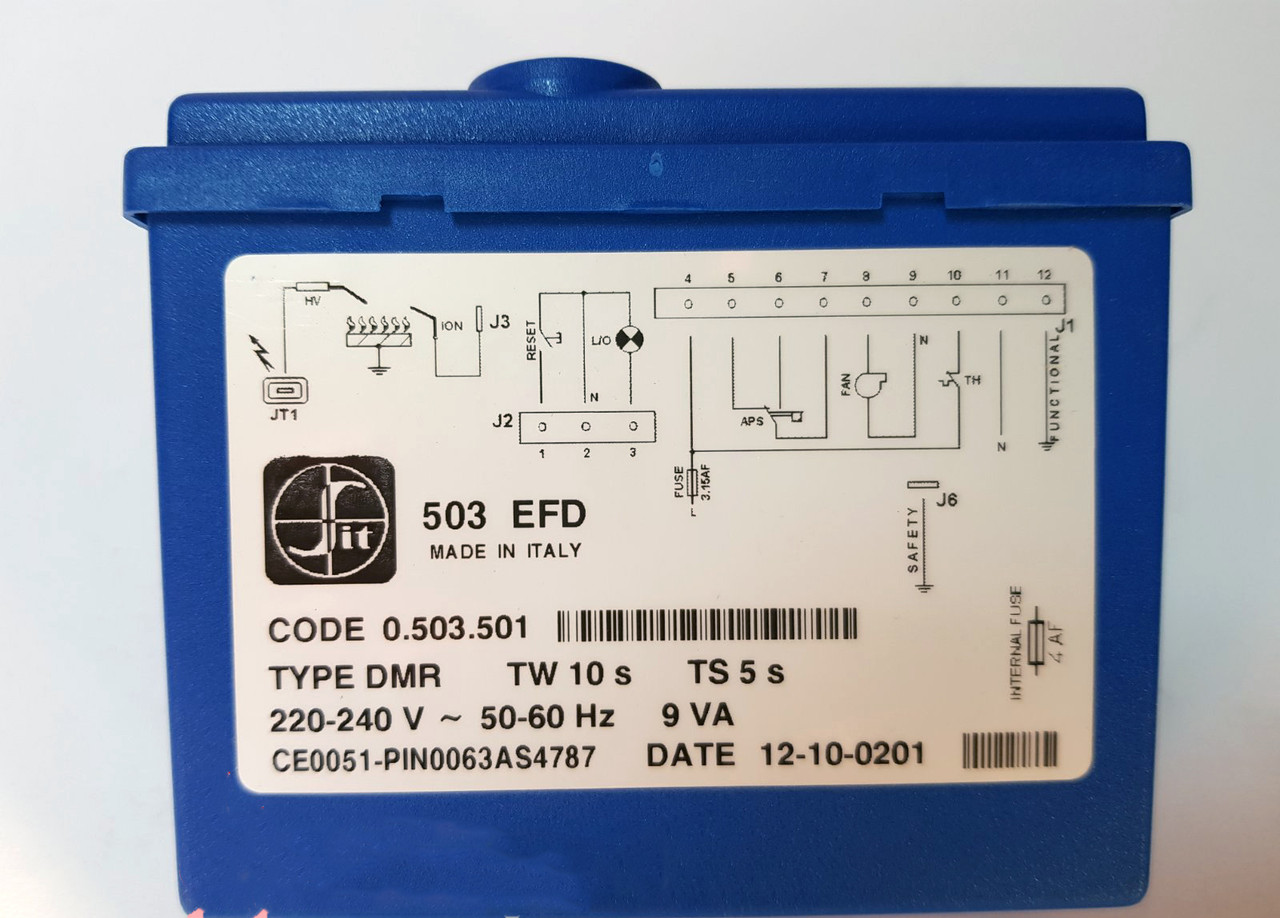 4 5 6 7 8 9 10 11 12
J1
HV
ION
J3
RESET
L/O
N
J2
1 2 3
JT1
APS
FAN
N
TH
N
FUNCTIONAL
FUSE
3.15AF
L
J6
SAFETY
Sit
503 EFD
MADE IN ITALY
INTERNAL FUSE
4 AF
CODE 0.503.501
TYPE DMR TW 10 s TS 5 s
220-240 V ~ 50-60 Hz 9 VA
CE0051-PIN0063AS4787 DATE 12-10-0201